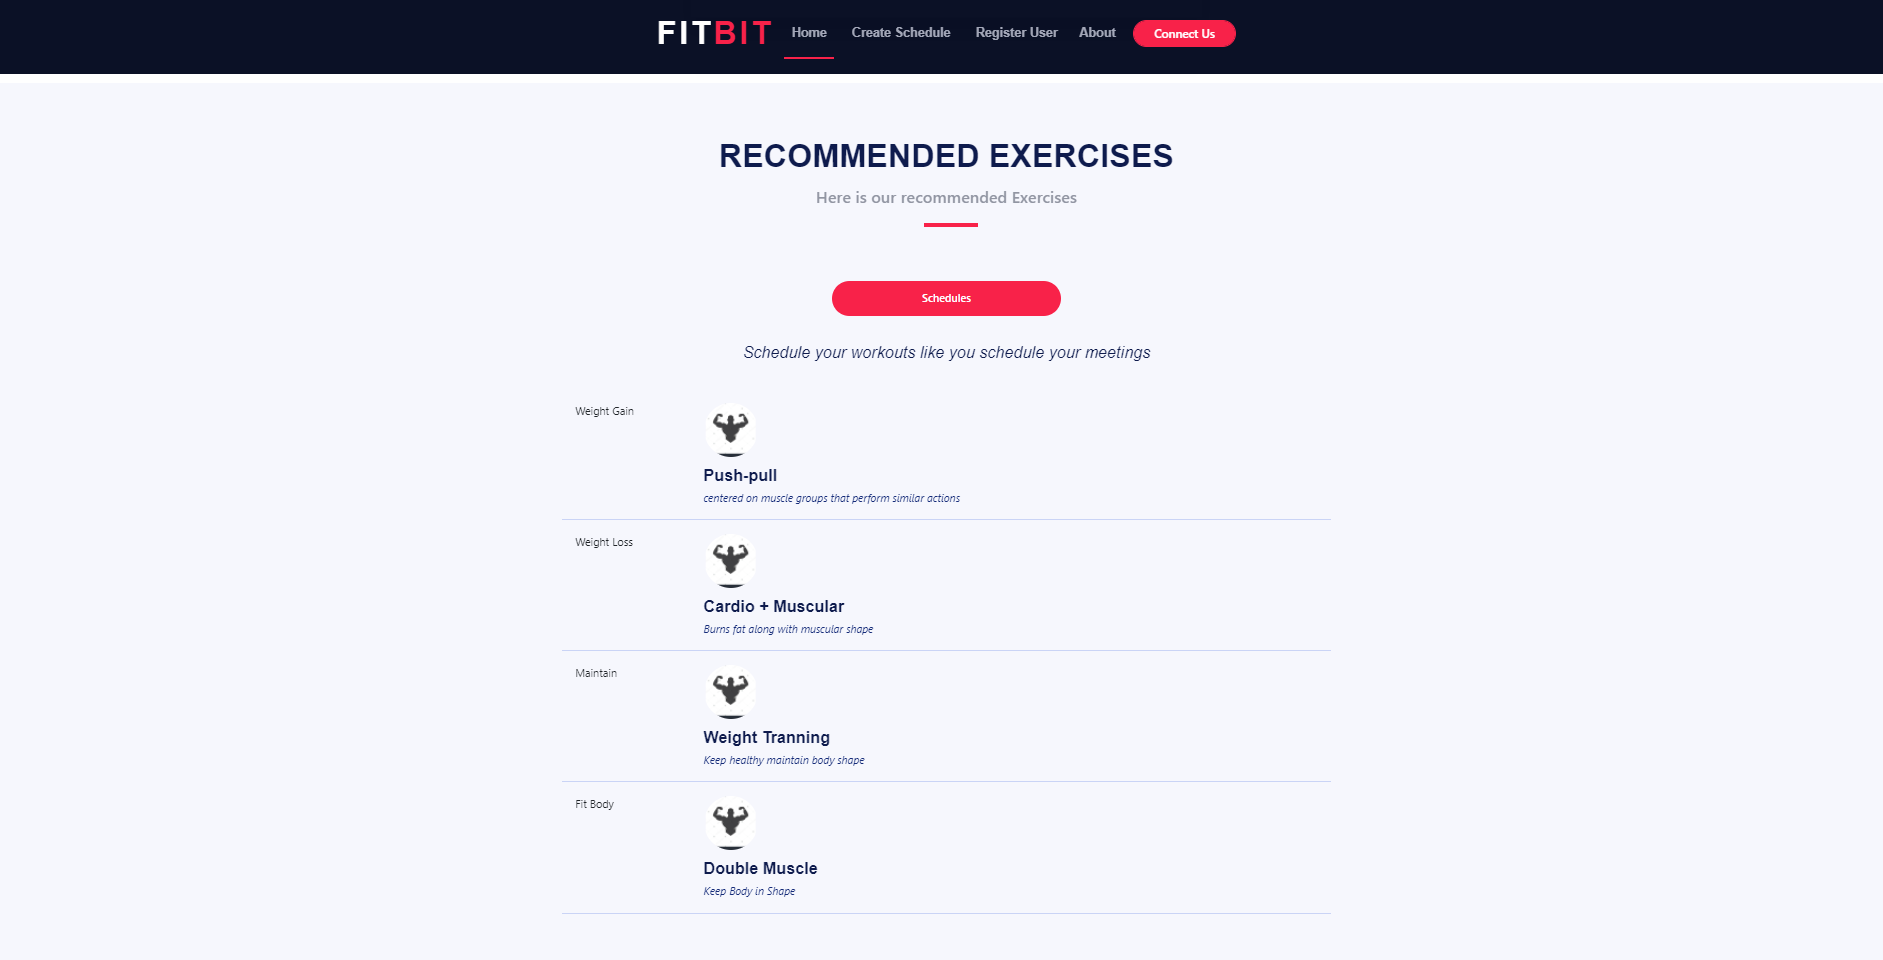 FITBIT Home Create Schedule Register User About Connect Us
RECOMMENDED EXERCISES
Here is our recommended Exercises
Schedules
Schedule your workouts like you schedule your meetings
Weight Gain
Push-pull
centered on muscle groups that perform similar actions
Weight Loss
Cardio + Muscular
Burns fat along with muscular shape
Maintain
Weight Tranning
Keep healthy maintain body shape
Fit Body
Double Muscle
Keep Body in Shape